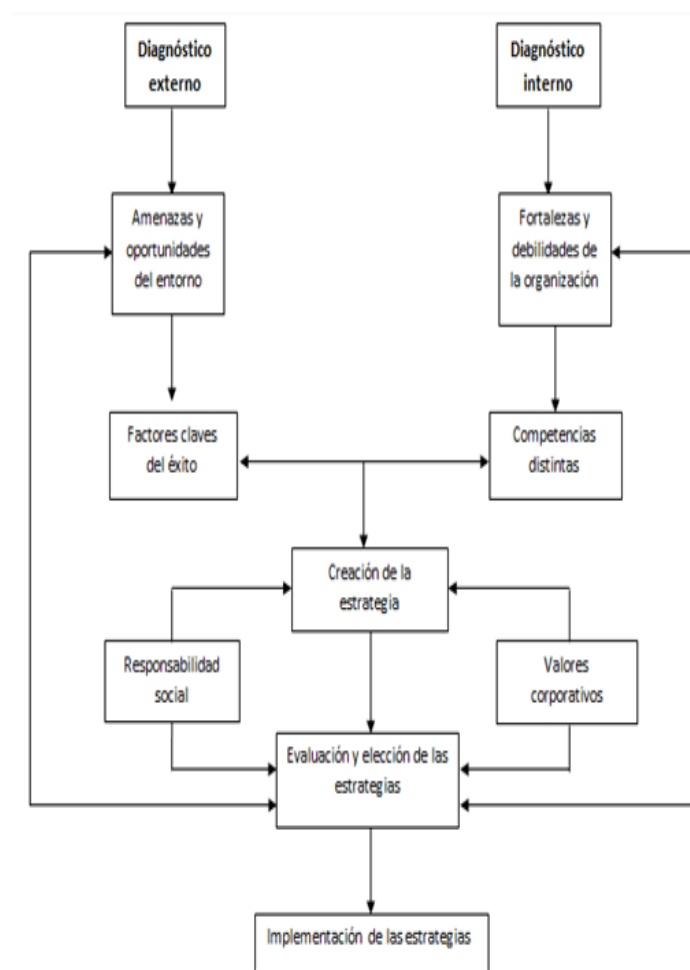 Diagnóstico
externo
Diagnóstico
interno
Amenazas y
oportunidades
del entorno
Fortalezas y
debilidades de
la organización
Factores claves
del éxito
Competencias
distintas
Creación de la
estrategia
Responsabilidad
social
Valores
corporativos
Evaluación y elección de las
estrategias
Implementación de las estrategias